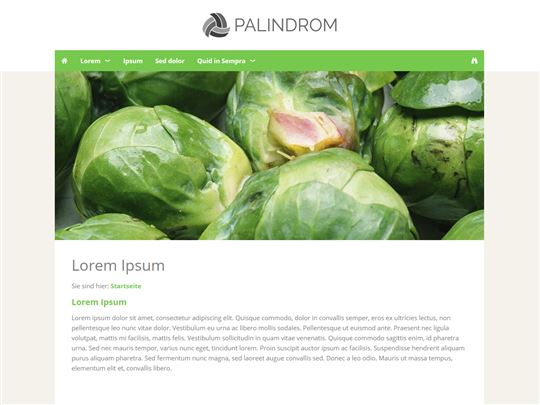 PALINDROM
Lorem Ipsum Sed dolor Quid in Sempra
Lorem Ipsum
Sie sind hier: Startseite
Lorem Ipsum
Lorem ipsum dolor sit amet, consectetur adipiscing elit. Quisque commodo, dolor in convallis semper, eros ex ultricies lectus, non
pellentesque leo nunc vitae dolor. Vestibulum eu urna ac libero mollis sodales. Pellentesque ut euismod ante. Praesent nec ligula
volutpat, mattis mi facilisis, mattis felis. Vestibulum sollicitudin in quam vitae venenatis. Quisque commodo sagittis enim, id pharetra
urna. Sed nec mauris tempor, varius nunc eget, tincidunt lorem. Proin suscipit auctor ipsum ac facilisis. Suspendisse hendrerit aliquam
purus aliquam pharetra. Sed fermentum nunc magna, sed laoreet augue convallis sed. Donec a leo odio. Mauris ut massa tempus,
elementum elit et, convallis libero.